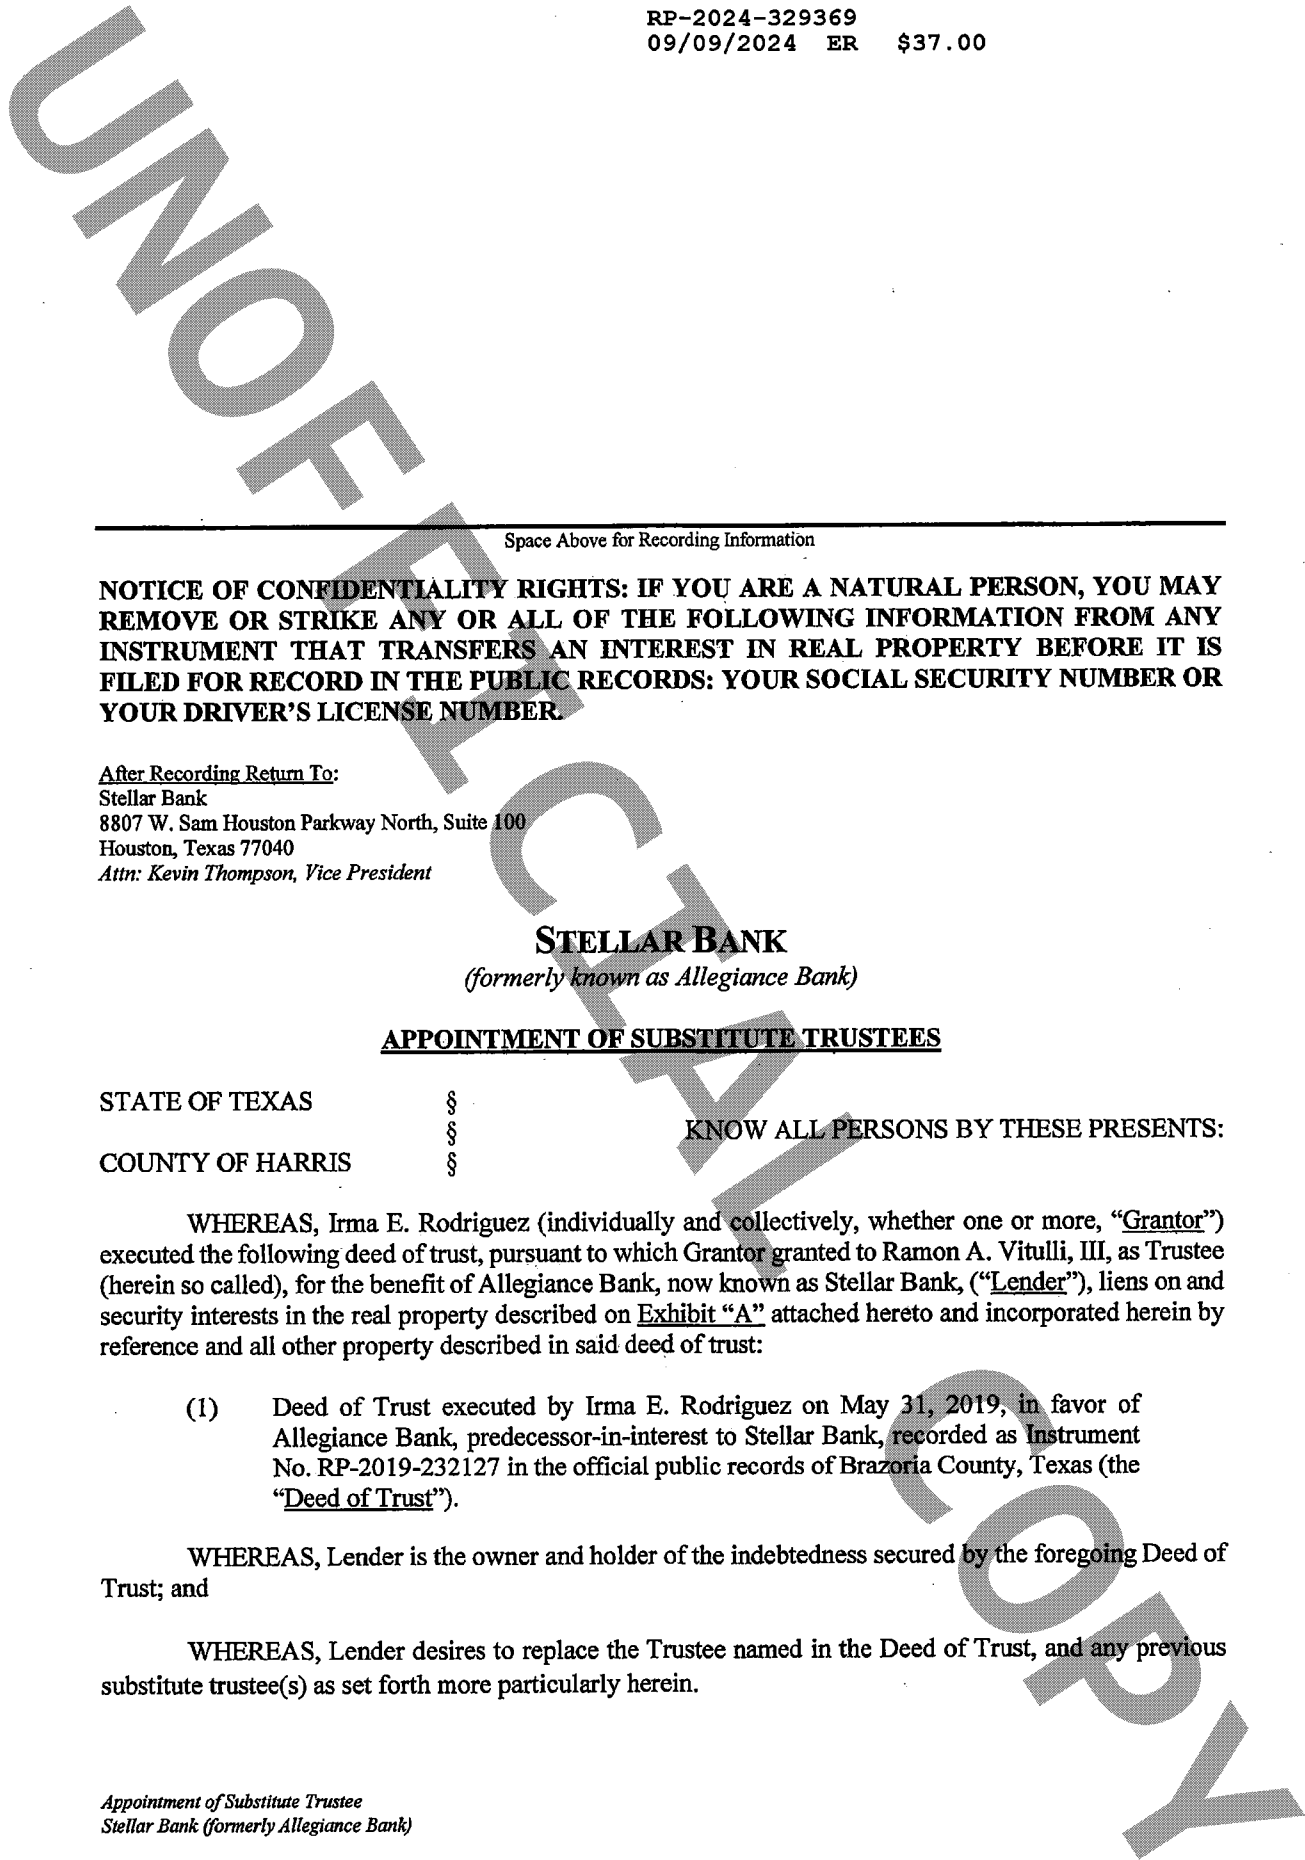 RP-2024-329369
09/09/2024 ER $37.00
UNOFFICIAL COPY
Space Above for Recording Information
NOTICE OF CONFIDENTIALITY RIGHTS: IF YOU ARE A NATURAL PERSON, YOU MAY
REMOVE OR STRIKE ANY OR ALL OF THE FOLLOWING INFORMATION FROM ANY
INSTRUMENT THAT TRANSFERS AN INTEREST IN REAL PROPERTY BEFORE IT IS
FILED FOR RECORD IN THE PUBLIC RECORDS: YOUR SOCIAL SECURITY NUMBER OR
YOUR DRIVER'S LICENSE NUMBER.
After Recording Return To:
Stellar Bank
8807 W. Sam Houston Parkway North, Suite 100
Houston, Texas 77040
Attn: Kevin Thompson, Vice President
STELLAR BANK
(formerly known as Allegiance Bank)
APPOINTMENT OF SUBSTITUTE TRUSTEES
STATE OF TEXAS §
§ KNOW ALL PERSONS BY THESE PRESENTS:
COUNTY OF HARRIS §
WHEREAS, Irma E. Rodriguez (individually and collectively, whether one or more, “Grantor”)
executed the following deed of trust, pursuant to which Grantor granted to Ramon A. Vitulli, III, as Trustee
(herein so called), for the benefit of Allegiance Bank, now known as Stellar Bank, (“Lender”), liens on and
security interests in the real property described on Exhibit “A” attached hereto and incorporated herein by
reference and all other property described in said deed of trust:
(1) Deed of Trust executed by Irma E. Rodriguez on May 31, 2019, in favor of
Allegiance Bank, predecessor-in-interest to Stellar Bank, recorded as Instrument
No. RP-2019-232127 in the official public records of Brazoria County, Texas (the
“Deed of Trust”).
WHEREAS, Lender is the owner and holder of the indebtedness secured by the foregoing Deed of
Trust; and
WHEREAS, Lender desires to replace the Trustee named in the Deed of Trust, and any previous
substitute trustee(s) as set forth more particularly herein.
Appointment of Substitute Trustee
Stellar Bank (formerly Allegiance Bank)